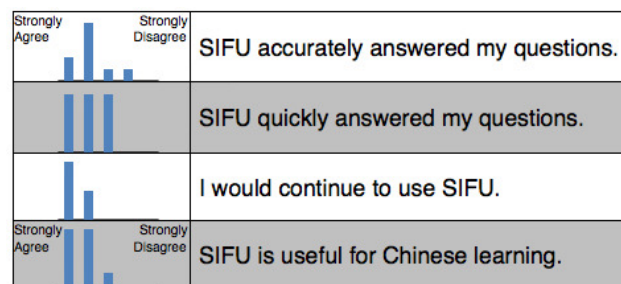 Strongly Agree Strongly Disagree
SIFU accurately answered my questions.
SIFU quickly answered my questions.
I would continue to use SIFU.
Strongly Agree Strongly Disagree
SIFU is useful for Chinese learning.